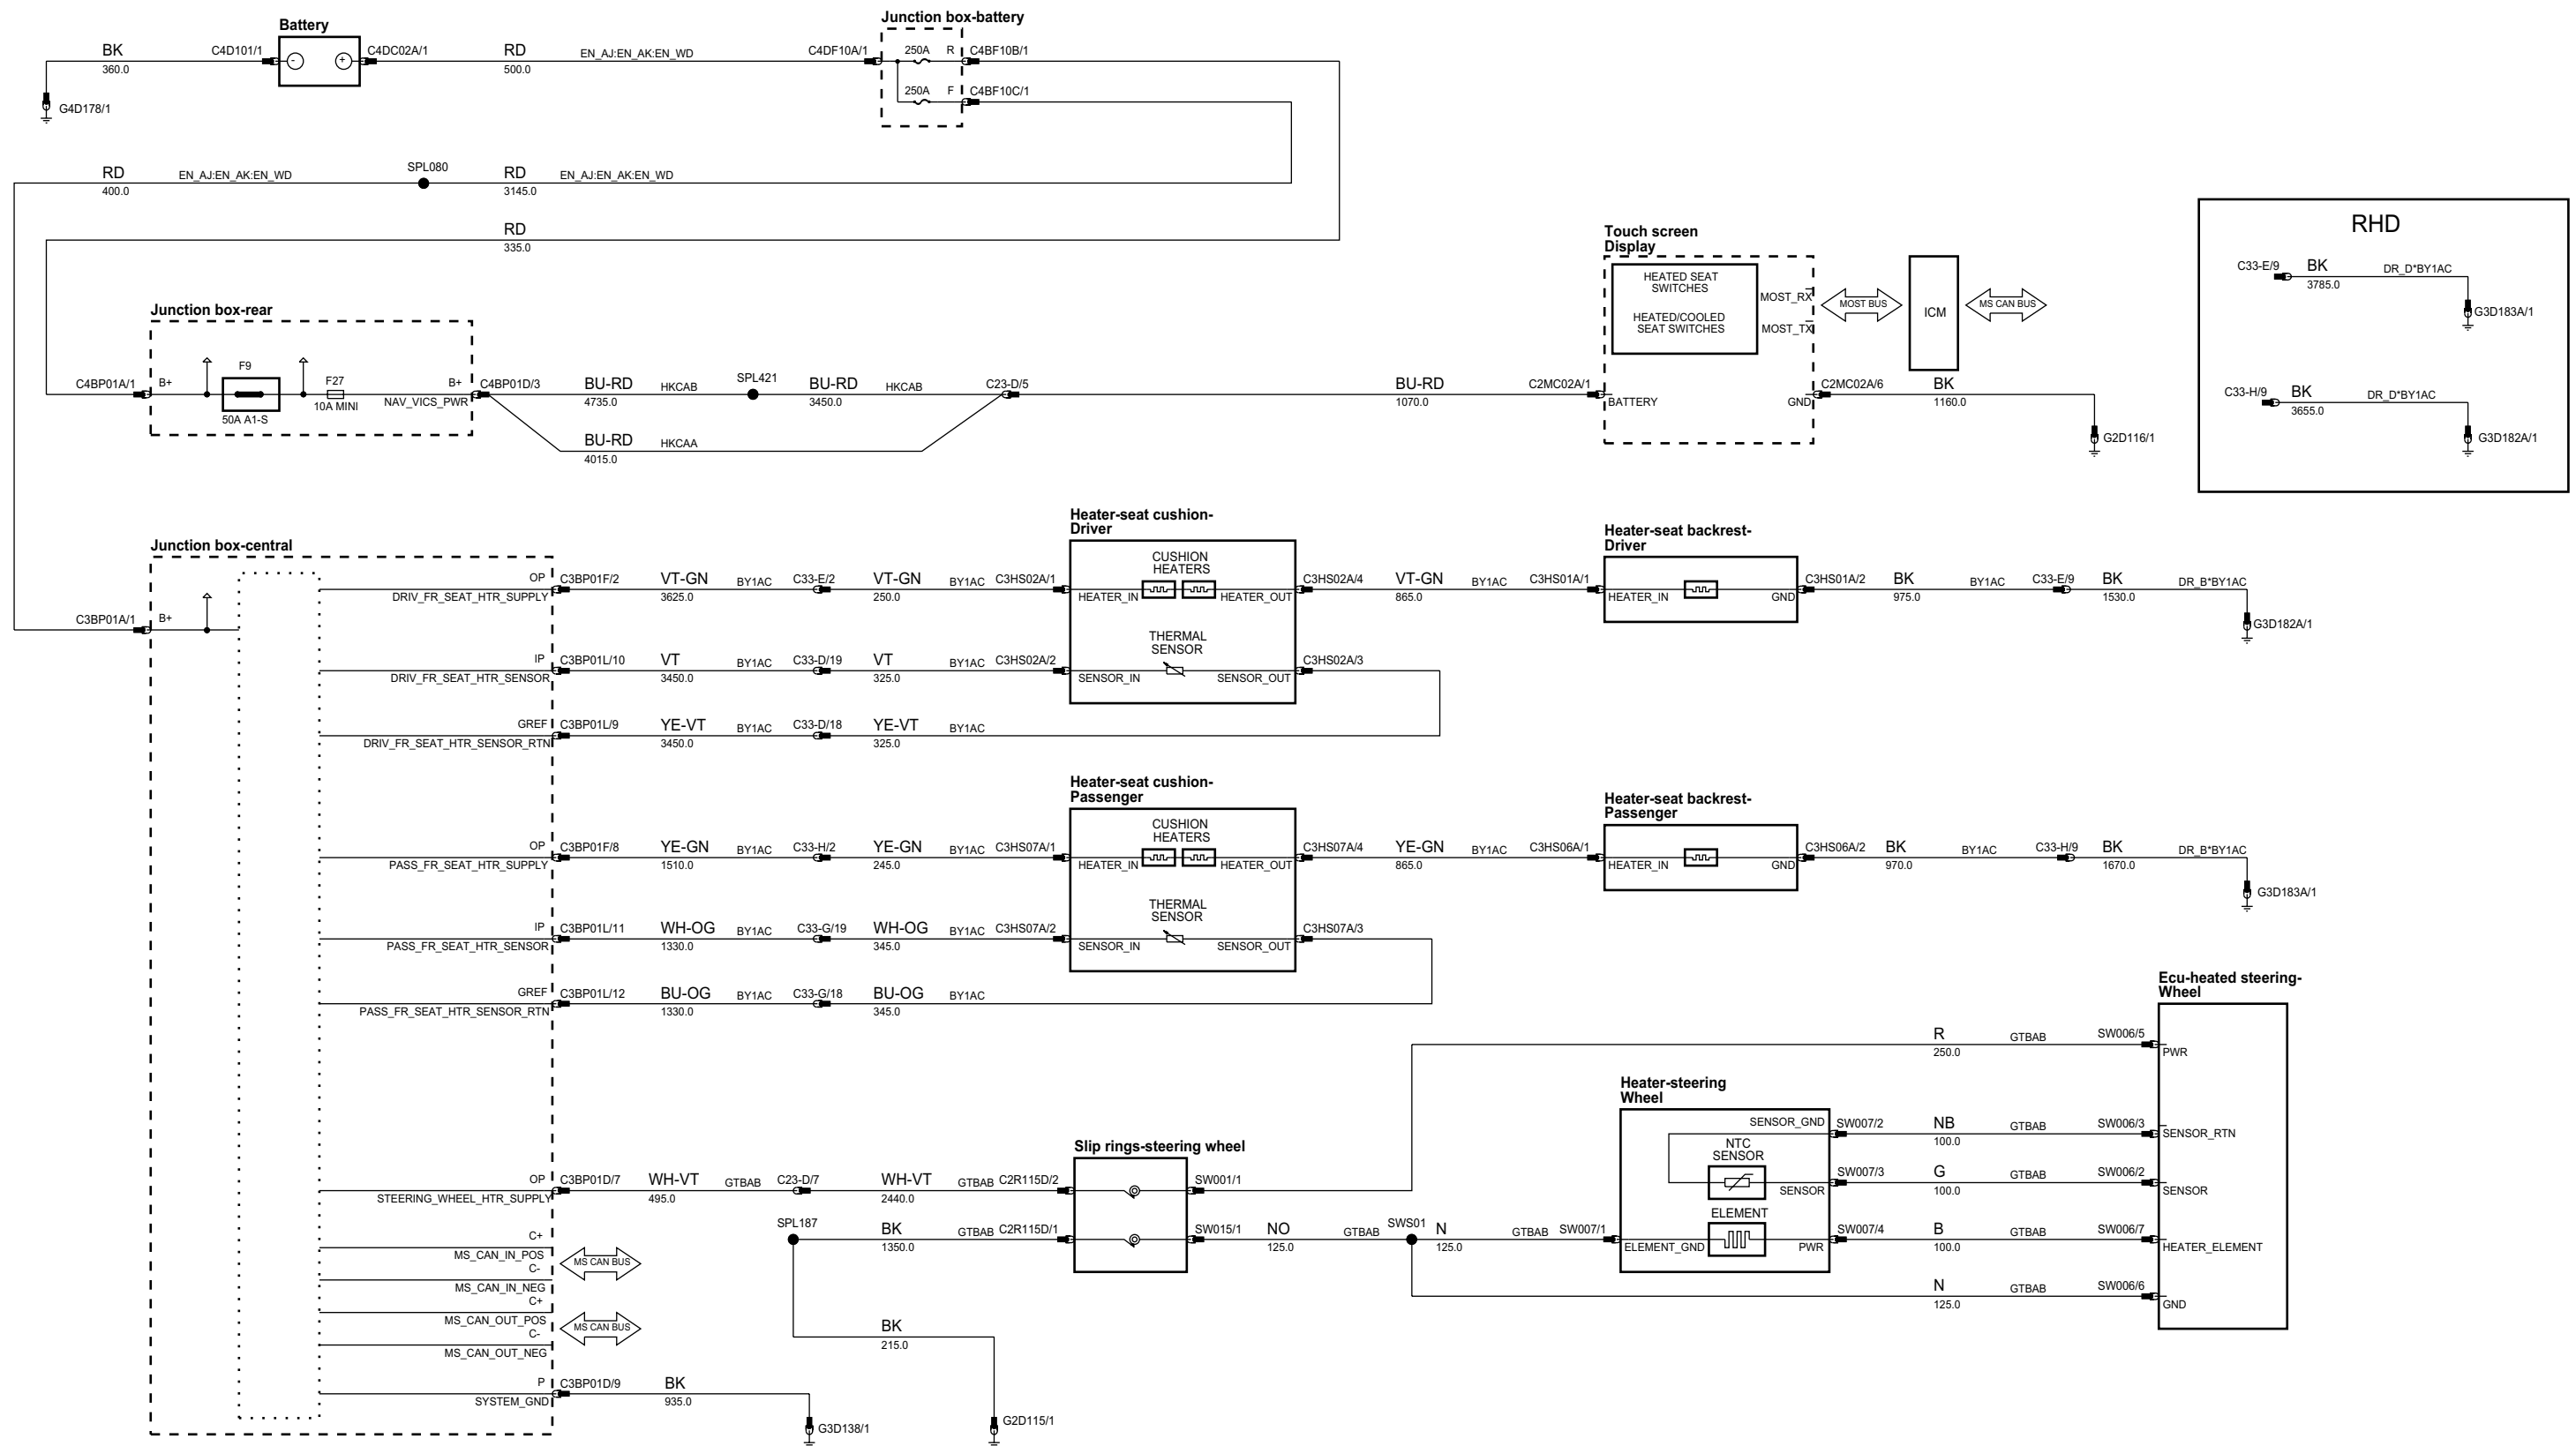 Battery
BK
360.0
C4D101/1
-
+
C4DC02A/1
RD
500.0
EN_AJ:EN_AK:EN_WD
C4DF10A/1
G4D178/1
Junction box-battery
250A
R
C4BF10B/1
250A
F
C4BF10C/1
RD
400.0
EN_AJ:EN_AK:EN_WD
SPL080
RD
3145.0
EN_AJ:EN_AK:EN_WD
RD
335.0
Junction box-rear
C4BP01A/1
B+
F9
50A A1-S
F27
10A MINI
B+
NAV_VICS_PWR
C4BP01D/3
BU-RD
4735.0
HKCAB
SPL421
BU-RD
3450.0
HKCAB
C23-D/5
BU-RD
4015.0
HKCAA
BU-RD
1070.0
C2MC02A/1
Touch screen
Display
HEATED SEAT
SWITCHES
HEATED/COOLED
SEAT SWITCHES
MOST_RX
MOST_TX
BATTERY
GND
MOST BUS
ICM
MS CAN BUS
C2MC02A/6
BK
1160.0
G2D116/1
RHD
C33-E/9
BK
3785.0
DR_D*BY1AC
G3D183A/1
C33-H/9
BK
3655.0
DR_D*BY1AC
G3D182A/1
Junction box-central
C3BP01A/1
B+
OP
DRIV_FR_SEAT_HTR_SUPPLY
C3BP01F/2
VT-GN
3625.0
BY1AC
C33-E/2
VT-GN
250.0
BY1AC
C3HS02A/1
Heater-seat cushion-
Driver
CUSHION
HEATERS
HEATER_IN
HEATER_OUT
THERMAL
SENSOR
SENSOR_IN
SENSOR_OUT
C3HS02A/4
VT-GN
865.0
BY1AC
C3HS01A/1
Heater-seat backrest-
Driver
HEATER_IN
GND
C3HS01A/2
BK
975.0
BY1AC
C33-E/9
BK
1530.0
DR_B*BY1AC
G3D182A/1
IP
DRIV_FR_SEAT_HTR_SENSOR
C3BP01L/10
VT
3450.0
BY1AC
C33-D/19
VT
325.0
BY1AC
C3HS02A/2
C3HS02A/3
GREF
DRIV_FR_SEAT_HTR_SENSOR_RTN
C3BP01L/9
YE-VT
3450.0
BY1AC
C33-D/18
YE-VT
325.0
BY1AC
OP
PASS_FR_SEAT_HTR_SUPPLY
C3BP01F/8
YE-GN
1510.0
BY1AC
C33-H/2
YE-GN
245.0
BY1AC
C3HS07A/1
Heater-seat cushion-
Passenger
CUSHION
HEATERS
HEATER_IN
HEATER_OUT
THERMAL
SENSOR
SENSOR_IN
SENSOR_OUT
C3HS07A/4
YE-GN
865.0
BY1AC
C3HS06A/1
Heater-seat backrest-
Passenger
HEATER_IN
GND
C3HS06A/2
BK
970.0
BY1AC
C33-H/9
BK
1670.0
DR_B*BY1AC
G3D183A/1
IP
PASS_FR_SEAT_HTR_SENSOR
C3BP01L/11
WH-OG
1330.0
BY1AC
C33-G/19
WH-OG
345.0
BY1AC
C3HS07A/2
C3HS07A/3
GREF
PASS_FR_SEAT_HTR_SENSOR_RTN
C3BP01L/12
BU-OG
1330.0
BY1AC
C33-G/18
BU-OG
345.0
BY1AC
OP
STEERING_WHEEL_HTR_SUPPLY
C3BP01D/7
WH-VT
495.0
GTBAB
C23-D/7
WH-VT
2440.0
GTBAB
C2R115D/2
Slip rings-steering wheel
SW001/1
R
250.0
GTBAB
SW006/5
SPL187
BK
1350.0
GTBAB
C2R115D/1
SW015/1
NO
125.0
GTBAB
SWS01
N
125.0
GTBAB
SW007/1
Heater-steering
Wheel
SENSOR_GND
NTC
SENSOR
SENSOR
ELEMENT
ELEMENT_GND
PWR
SW007/2
NB
100.0
GTBAB
SW006/3
SW007/3
G
100.0
GTBAB
SW006/2
SW007/4
B
100.0
GTBAB
SW006/7
N
125.0
GTBAB
SW006/6
Ecu-heated steering-
Wheel
PWR
SENSOR_RTN
SENSOR
HEATER_ELEMENT
GND
C+
MS_CAN_IN_POS
C-
MS_CAN_IN_NEG
MS CAN BUS
C+
MS_CAN_OUT_POS
C-
MS_CAN_OUT_NEG
MS CAN BUS
BK
215.0
G2D115/1
P
SYSTEM_GND
C3BP01D/9
BK
935.0
G3D138/1